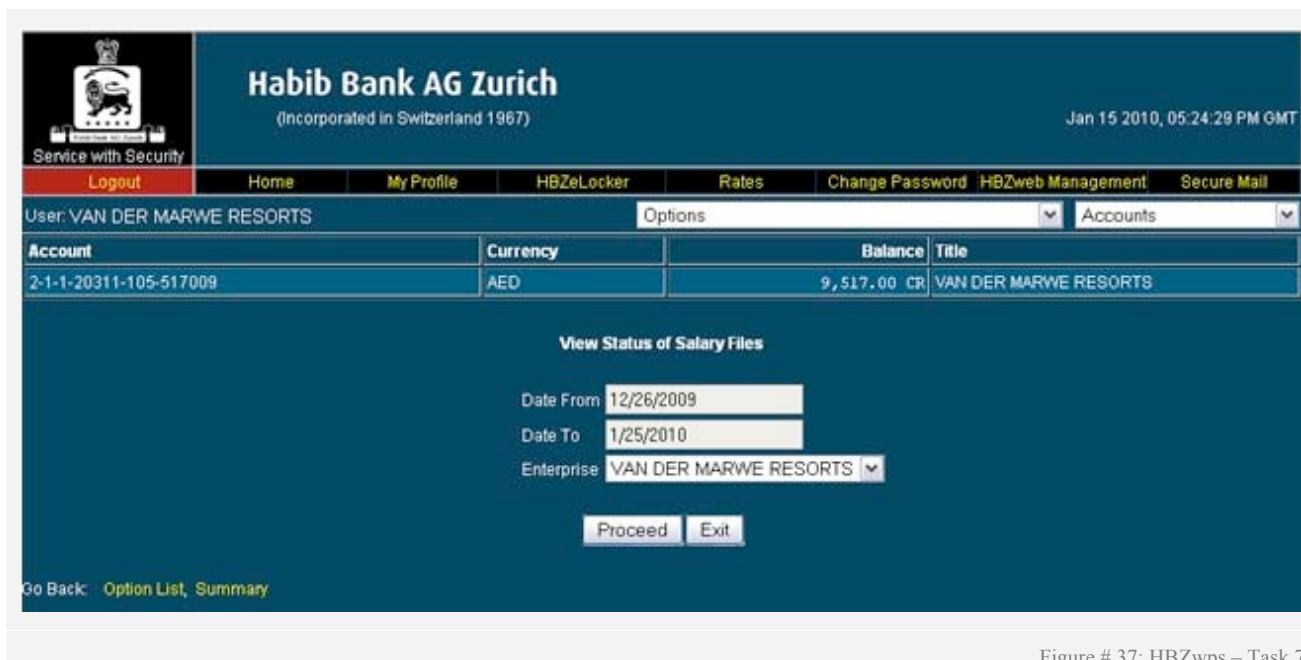 Habib Bank AG Zurich
(Incorporated in Switzerland 1967)
Jan 15 2010, 05:24:29 PM GMT
Service with Security
Logout Home My Profile HBZeLocker Rates Change Password HBZweb Management Secure Mail
User: VAN DER MARWE RESORTS Options Accounts
Account Currency Balance Title
2-1-1-20311-105-517009 AED 9,517.00 CR VAN DER MARWE RESORTS
View Status of Salary Files
Date From 12/26/2009
Date To 1/25/2010
Enterprise VAN DER MARWE RESORTS
Proceed Exit
Go Back: Option List, Summary
Figure # 37: HBZwps – Task 7